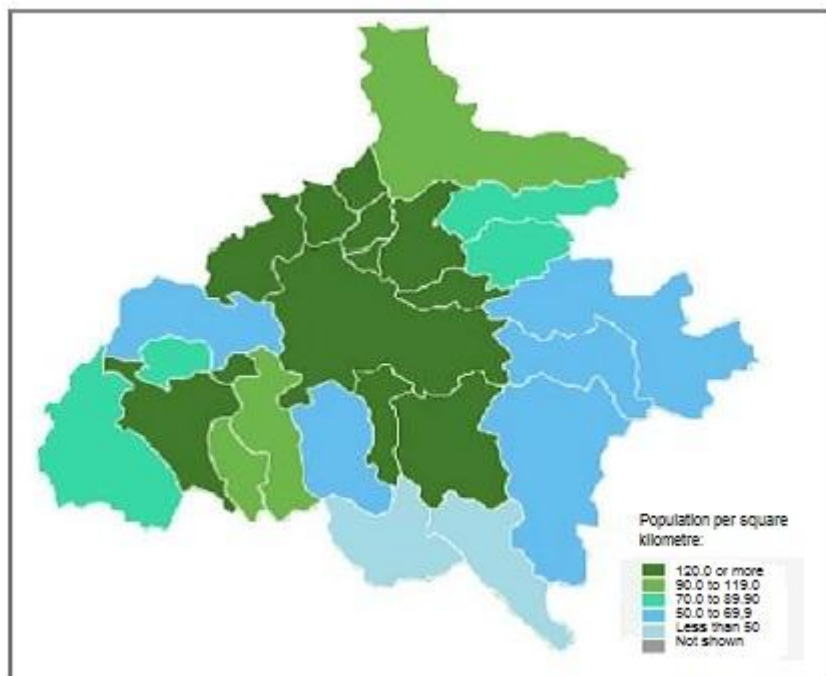 Population per square
kilometre:
120.0 or more
90.0 to 119.0
70.0 to 89.90
50.0 to 69,9
Less than 50
Not shown